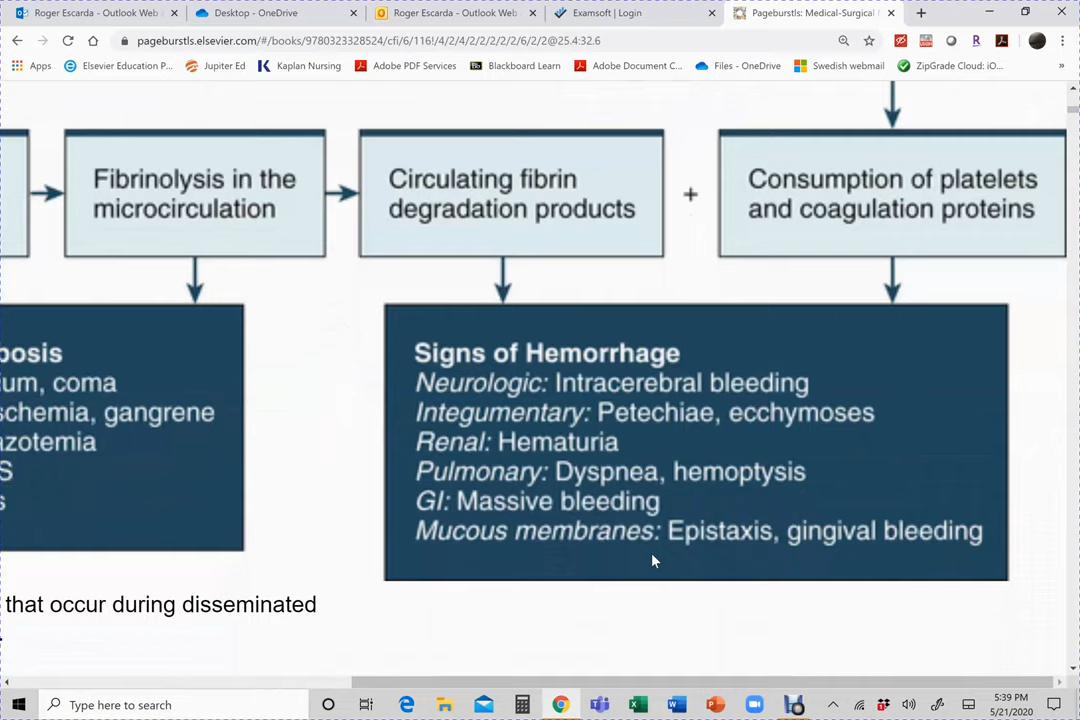 Roger Escarda - Outlook Web
Desktop - OneDrive
Roger Escarda - Outlook Web
Examsoft | Login
Pageburstls: Medical-Surgical
pageburstls.elsevier.com/#/books/9780323328524/cfi/6/116!/4/2/4/2/2/2/2/2/6/2/2@25.4:32.6
Apps
Elsevier Education P...
Jupiter Ed
Kaplan Nursing
Adobe PDF Services
Blackboard Learn
Adobe Document C...
Files - OneDrive
Swedish webmail
ZipGrade Cloud: iO...
»
Fibrinolysis in the
microcirculation
Circulating fibrin
degradation products
+
Consumption of platelets
and coagulation proteins
bosis
um, coma
schemia, gangrene
azotemia
S
s
Signs of Hemorrhage
Neurologic: Intracerebral bleeding
Integumentary: Petechiae, ecchymoses
Renal: Hematuria
Pulmonary: Dyspnea, hemoptysis
GI: Massive bleeding
Mucous membranes: Epistaxis, gingival bleeding
that occur during disseminated
Type here to search
5:39 PM
5/21/2020